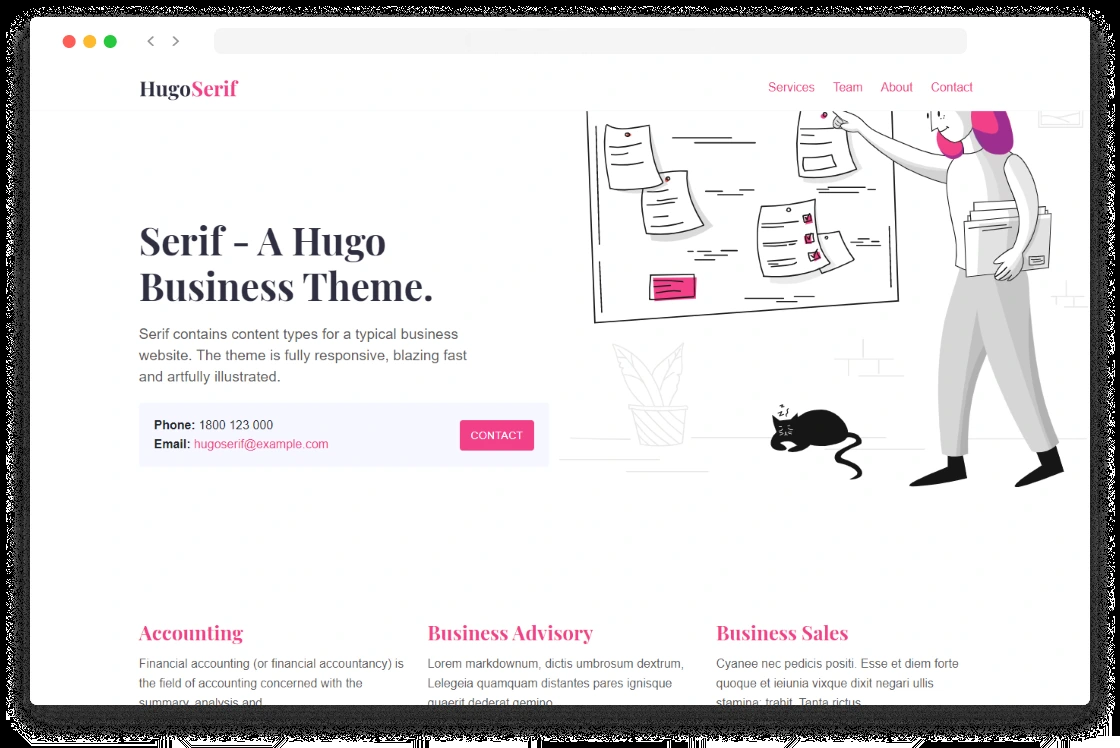 HugoSerif
Services Team About Contact
Serif - A Hugo
Business Theme.
Serif contains content types for a typical business
website. The theme is fully responsive, blazing fast
and artfully illustrated.
Phone: 1800 123 000
Email: hugoserif@example.com
CONTACT
z
z
Accounting
Financial accounting (or financial accountancy) is
the field of accounting concerned with the
summary, analysis and
Business Advisory
Lorem markdownum, dictis umbrosum dextrum,
Lelegeia quamquam distantes pares ignisque
quaerit dederat gemino
Business Sales
Cyanee nec pedicis positi. Esse et diem forte
quoque et ieiunia vixque dixit negari ullis
stamina; trahit. Tanta rictus